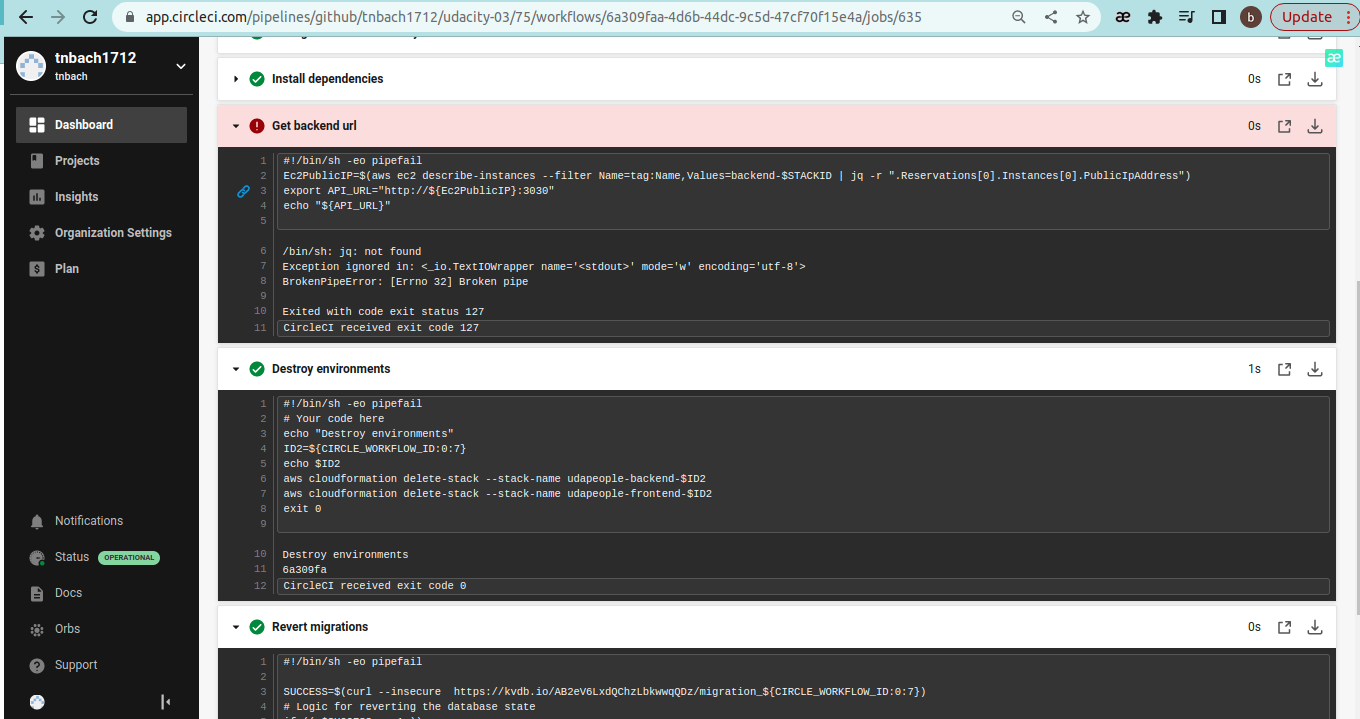 app.circleci.com/pipelines/github/tnbach1712/udacity-03/75/workflows/6a309faa-4d6b-44dc-9c5d-47cf70f15e4a/jobs/635
æ
b
Update
tnbach1712
tnbach
Dashboard
Projects
Insights
Organization Settings
Plan
Notifications
Status OPERATIONAL
Docs
Orbs
Support
æ
Install dependencies 0s
Get backend url 0s
1 #!/bin/sh -eo pipefail
2 Ec2PublicIP=$(aws ec2 describe-instances --filter Name=tag:Name,Values=backend-$STACKID | jq -r ".Reservations[0].Instances[0].PublicIpAddress")
3 export API_URL="http://${Ec2PublicIP}:3030"
4 echo "${API_URL}"
5
6 /bin/sh: jq: not found
7 Exception ignored in: <_io.TextIOWrapper name='<stdout>' mode='w' encoding='utf-8'>
8 BrokenPipeError: [Errno 32] Broken pipe
9
10 Exited with code exit status 127
11 CircleCI received exit code 127
Destroy environments 1s
1 #!/bin/sh -eo pipefail
2 # Your code here
3 echo "Destroy environments"
4 ID2=${CIRCLE_WORKFLOW_ID:0:7}
5 echo $ID2
6 aws cloudformation delete-stack --stack-name udapeople-backend-$ID2
7 aws cloudformation delete-stack --stack-name udapeople-frontend-$ID2
8 exit 0
9
10 Destroy environments
11 6a309fa
12 CircleCI received exit code 0
Revert migrations 0s
1 #!/bin/sh -eo pipefail
2
3 SUCCESS=$(curl --insecure  https://kvdb.io/AB2eV6LxdQChzLbkwwqQDz/migration_${CIRCLE_WORKFLOW_ID:0:7})
4 # Logic for reverting the database state